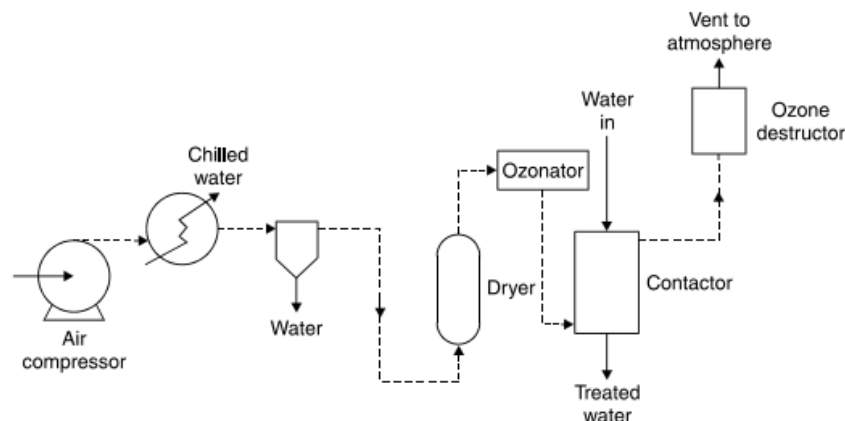 Vent to
atmosphere
Water
in
Ozone
destructor
Chilled
water
Ozonator
Dryer
Contactor
Water
Air
compressor
Treated
water